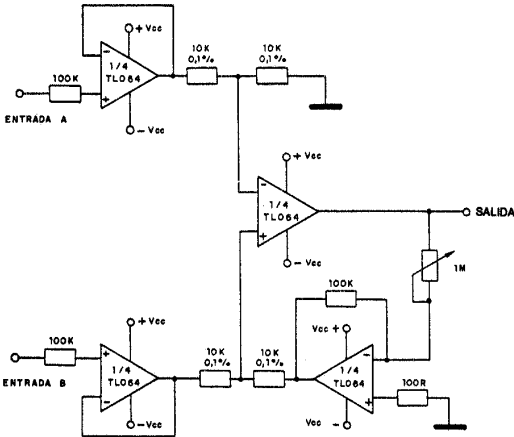 + Vcc
10K
0,1%
10K
0,1%
100K
-
1/4
TL064
+
ENTRADA A
- Vcc
+ Vcc
-
1/4
TL064
+
SALIDA
- Vcc
1M
100K
+ Vcc
Vcc +
100K
+
1/4
TL064
-
10K
0,1%
10K
0,1%
-
1/4
TL064
+
100R
ENTRADA B
- Vcc
Vcc -